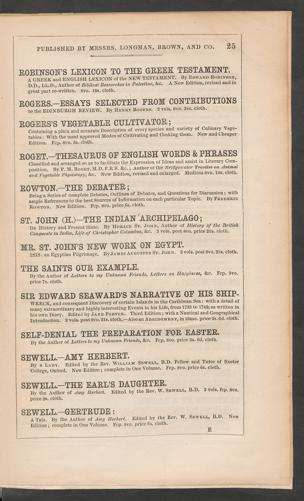 PUBLISHED BY MESSRS. LONGMAN, BROWN, AND CO. 25
ROBINSON'S LEXICON TO THE GREEK TESTAMENT.
A GREEK and ENGLISH LEXICON of the NEW TESTAMENT. By EDWARD ROBINSON,
D.D., LL.D., Author of Biblical Researches in Palestine, &c. A New Edition, revised and in
great part re-written. 8vo. 18s. cloth.
ROGERS.—ESSAYS SELECTED FROM CONTRIBUTIONS
to the EDINBURGH REVIEW. By HENRY ROGERS. 2 vols. 8vo. 24s. cloth.
ROGERS'S VEGETABLE CULTIVATOR;
Containing a plain and accurate Description of every species and variety of Culinary Vege-
tables: With the most approved Modes of Cultivating and Cooking them. New and Cheaper
Edition. Fcp. 8vo. 5s. cloth.
ROGET.—THESAURUS OF ENGLISH WORDS & PHRASES
Classified and arranged so as to facilitate the Expression of Ideas and assist in Literary Com-
position. By P. M. ROGET, M.D. F.R.S. &c.; Author of the Bridgewater Treatise on Animal
and Vegetable Physiology, &c. New Edition, revised and enlarged. Medium 8vo. 14s. cloth.
ROWTON.—THE DEBATER;
Being a Series of complete Debates, Outlines of Debates, and Questions for Discussion; with
ample References to the best Sources of Information on each particular Topic. By FREDERIC
ROWTON. New Edition. Fcp. 8vo. price 6s. cloth.
ST. JOHN (H.)—THE INDIAN ARCHIPELAGO;
Its History and Present State. By HORACE ST. JOHN, Author of History of the British
Conquests in India, Life of Christopher Columbus, &c. 2 vols. post 8vo. price 21s. cloth.
MR. ST. JOHN'S NEW WORK ON EGYPT.
ISIS: an Egyptian Pilgrimage. By JAMES AUGUSTUS ST. JOHN. 2 vols. post 8vo. 21s. cloth.
THE SAINTS OUR EXAMPLE.
By the Author of Letters to my Unknown Friends, Letters on Happiness, &c. Fcp. 8vo.
price 7s. cloth.
SIR EDWARD SEAWARD'S NARRATIVE OF HIS SHIP-
WRECK, and consequent Discovery of certain Islands in the Caribbean Sea: with a detail of
many extraordinary and highly interesting Events in his Life, from 1733 to 1749, as written in
his own Diary. Edited by JANE PORTER. Third Edition; with a Nautical and Geographical
Introduction. 2 vols. post 8vo. 21s. cloth.—Also an ABRIDGMENT, in 16mo. price 2s. 6d. cloth.
SELF-DENIAL THE PREPARATION FOR EASTER.
By the Author of Letters to my Unknown Friends, &c. Fcp. 8vo. price 2s. 6d. cloth.
SEWELL.—AMY HERBERT.
By a LADY. Edited by the Rev. WILLIAM SEWELL, B.D. Fellow and Tutor of Exeter
College, Oxford. New Edition; complete in One Volume. Fcp. 8vo. price 6s. cloth.
SEWELL.—THE EARL'S DAUGHTER.
By the Author of Amy Herbert. Edited by the Rev. W. SEWELL, B.D. 2 vols. fcp. 8vo.
price 9s. cloth.
SEWELL.—GERTRUDE:
A Tale. By the Author of Amy Herbert. Edited by the Rev. W. SEWELL, B.D. New
Edition; complete in One Volume. Fcp. 8vo. price 6s. cloth.
E